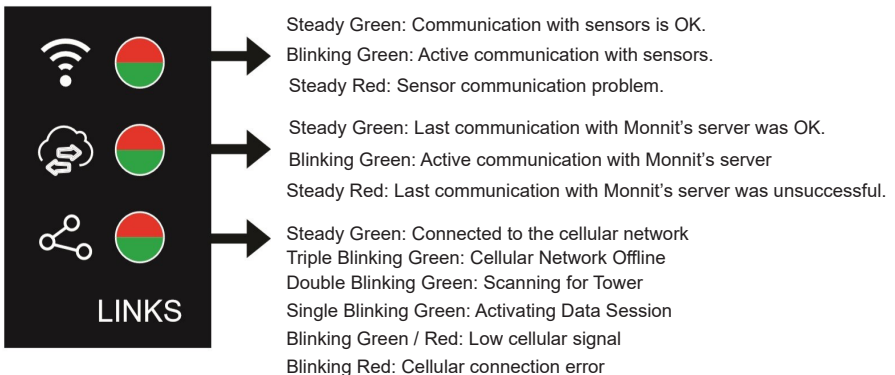 Steady Green: Communication with sensors is OK.
Blinking Green: Active communication with sensors.
Steady Red: Sensor communication problem.
Steady Green: Last communication with Monnit’s server was OK.
Blinking Green: Active communication with Monnit’s server
Steady Red: Last communication with Monnit’s server was unsuccessful.
Steady Green: Connected to the cellular network
Triple Blinking Green: Cellular Network Offline
Double Blinking Green: Scanning for Tower
Single Blinking Green: Activating Data Session
Blinking Green / Red: Low cellular signal
Blinking Red: Cellular connection error
LINKS